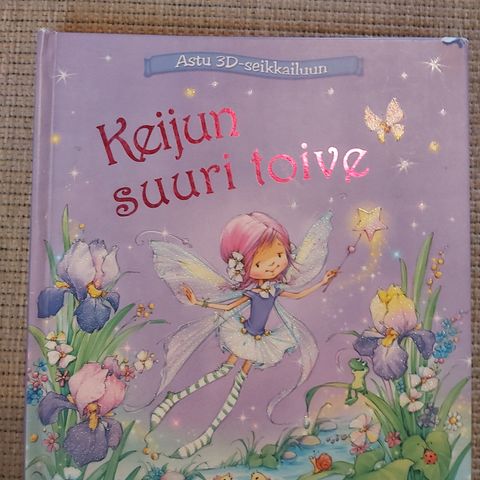 Astu 3D-seikkailuun
Keijun
suuri toive